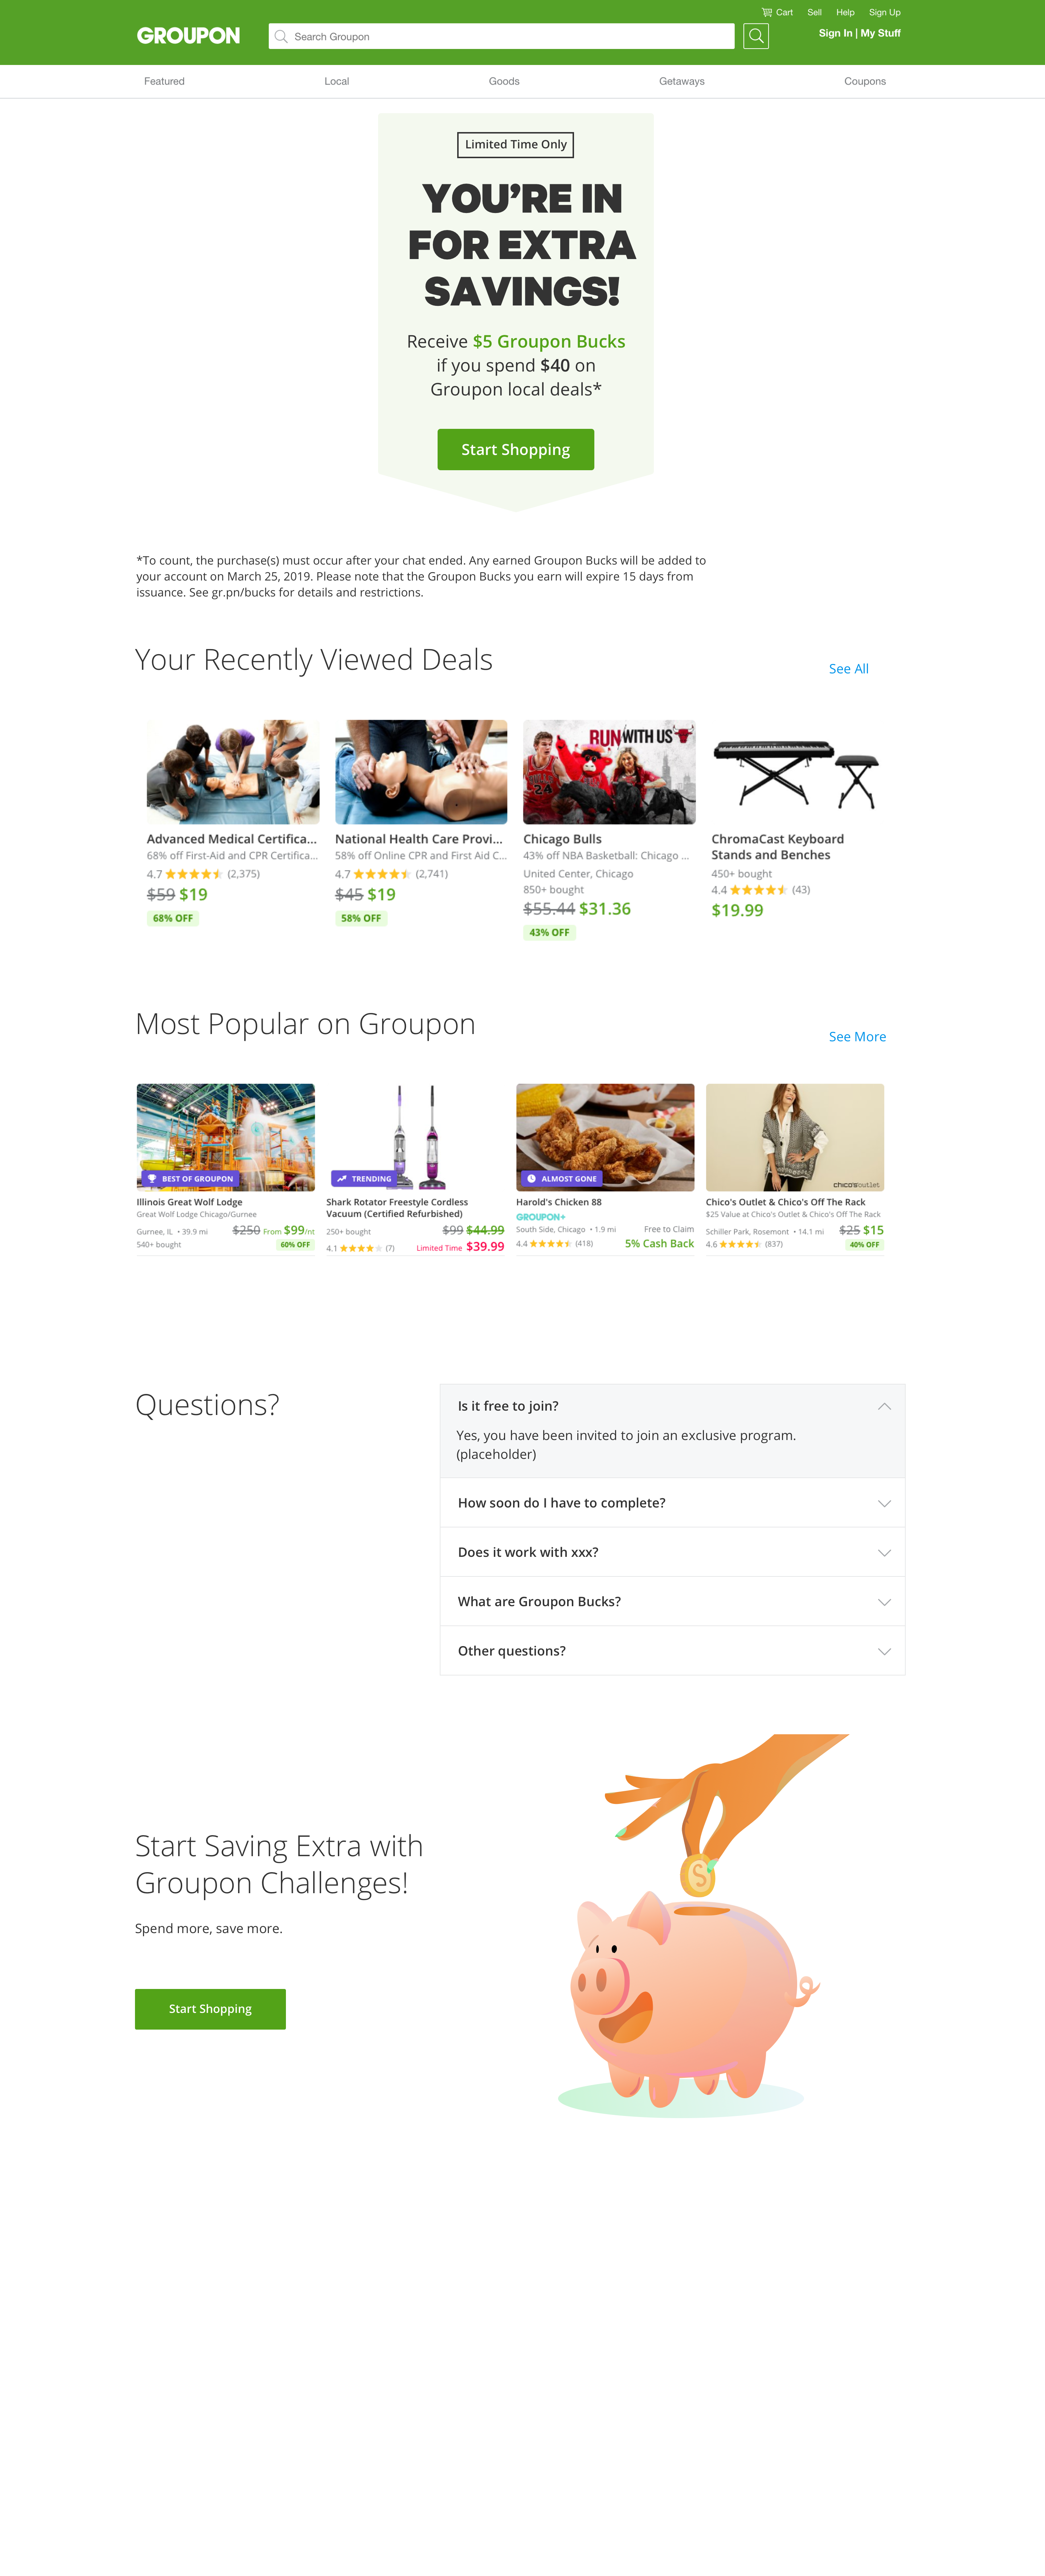 Cart Sell Help Sign Up
GROUPON
Search Groupon
Sign In | My Stuff
Featured Local Goods Getaways Coupons
Limited Time Only
YOU'RE IN
FOR EXTRA
SAVINGS!
Receive $5 Groupon Bucks
if you spend $40 on
Groupon local deals*
Start Shopping
*To count, the purchase(s) must occur after your chat ended. Any earned Groupon Bucks will be added to
your account on March 25, 2019. Please note that the Groupon Bucks you earn will expire 15 days from
issuance. See gr.pn/bucks for details and restrictions.
Your Recently Viewed Deals
See All
Advanced Medical Certifica...
68% off First-Aid and CPR Certifica...
4.7 (2,375)
$59 $19
68% OFF
National Health Care Provi...
58% off Online CPR and First Aid C...
4.7 (2,741)
$45 $19
58% OFF
RUN WITH US
BULLS
24
Chicago Bulls
43% off NBA Basketball: Chicago ...
United Center, Chicago
850+ bought
$55.44 $31.36
43% OFF
ChromaCast Keyboard
Stands and Benches
450+ bought
4.4 (43)
$19.99
Most Popular on Groupon
See More
BEST OF GROUPON
Illinois Great Wolf Lodge
Great Wolf Lodge Chicago/Gurnee
Gurnee, IL • 39.9 mi $250 From $99/nt
540+ bought 60% OFF
TRENDING
Shark Rotator Freestyle Cordless
Vacuum (Certified Refurbished)
250+ bought $99 $44.99
4.1 (7) Limited Time $39.99
ALMOST GONE
Harold's Chicken 88
GROUPON+
South Side, Chicago • 1.9 mi Free to Claim
4.4 (418) 5% Cash Back
chico's outlet
Chico's Outlet & Chico's Off The Rack
$25 Value at Chico's Outlet & Chico's Off The Rack
Schiller Park, Rosemont • 14.1 mi $25 $15
4.6 (837) 40% OFF
Questions?
Is it free to join?
Yes, you have been invited to join an exclusive program.
(placeholder)
How soon do I have to complete?
Does it work with xxx?
What are Groupon Bucks?
Other questions?
Start Saving Extra with
Groupon Challenges!
Spend more, save more.
Start Shopping
$